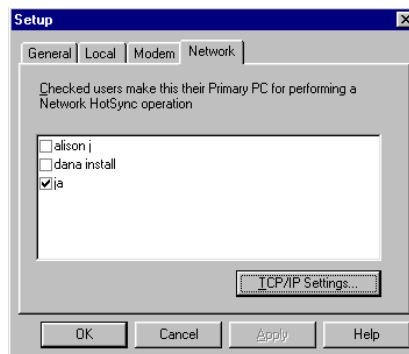 Setup
General Local Modem Network
Checked users make this their Primary PC for performing a
Network HotSync operation
alison j
dana install
ja
TCP/IP Settings...
OK Cancel Apply Help